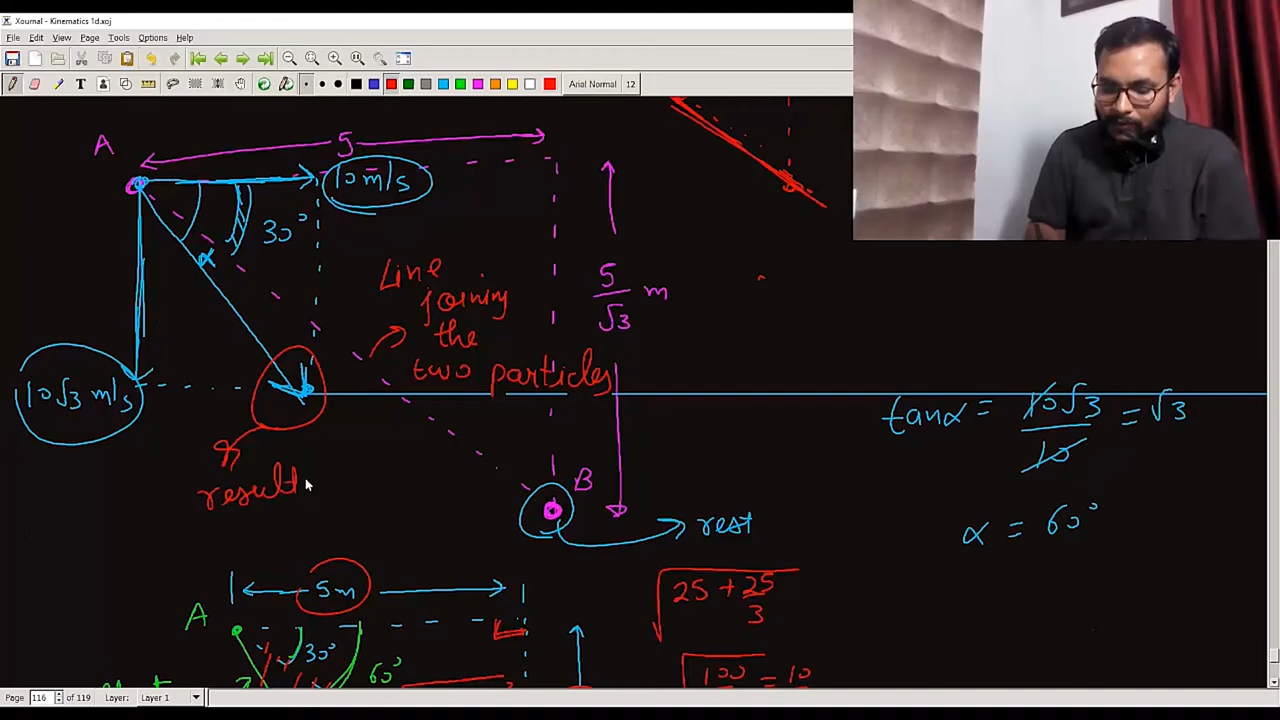 Xournal - Kinematics 1d.xoj
File Edit View Page Tools Options Help
Arial Normal 12
A
5
10 m/s
30°
α
Line
joining
the
two particles
5/√3 m
10√3 m/s
tanα = 10√3/10 = √3
result
B
rest
α = 60°
5m
A
30°
60°
√25 + 25/3
√100 = 10
Page 116 of 119 Layer: Layer 1